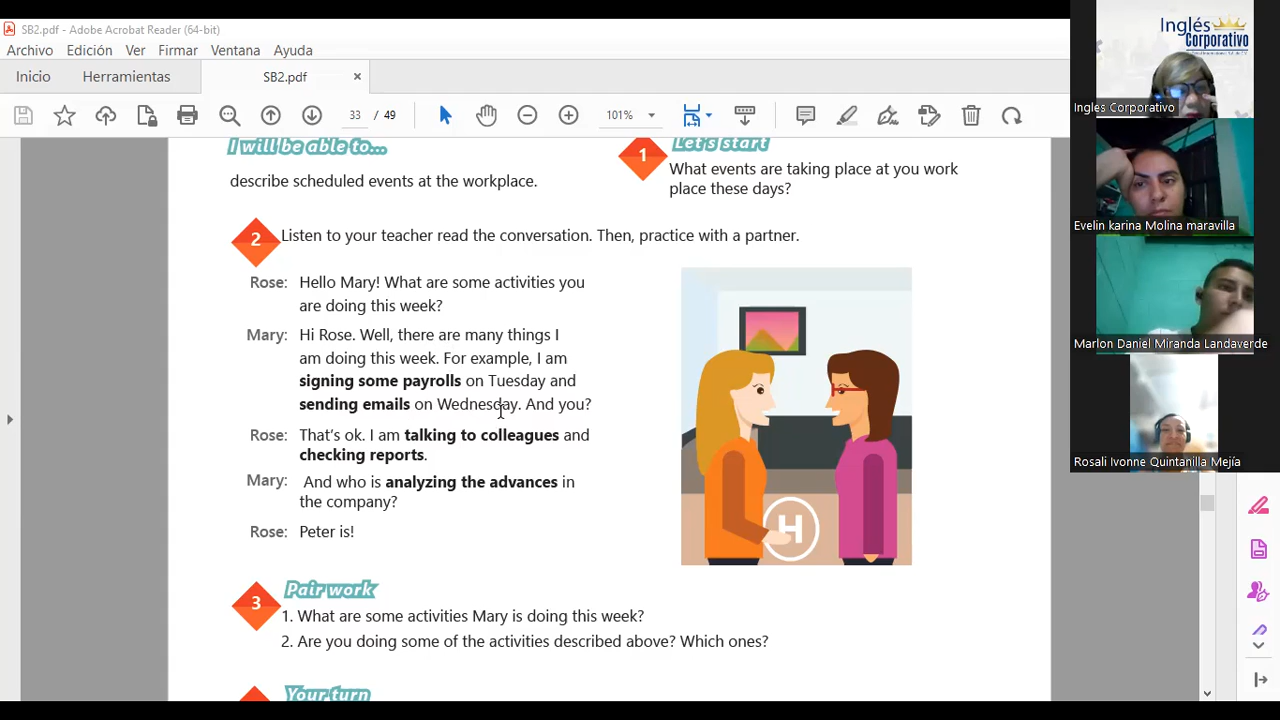 SB2.pdf - Adobe Acrobat Reader (64-bit)
Archivo Edición Ver Firmar Ventana Ayuda
Inicio Herramientas SB2.pdf ×
33 / 49 101%
I will be able to...
describe scheduled events at the workplace.
1 Let's start
What events are taking place at you work
place these days?
2 Listen to your teacher read the conversation. Then, practice with a partner.
Rose: Hello Mary! What are some activities you
are doing this week?
Mary: Hi Rose. Well, there are many things I
am doing this week. For example, I am
signing some payrolls on Tuesday and
sending emails on Wednesday. And you?
Rose: That's ok. I am talking to colleagues and
checking reports.
Mary: And who is analyzing the advances in
the company?
Rose: Peter is!
H
3 Pair work
1. What are some activities Mary is doing this week?
2. Are you doing some of the activities described above? Which ones?
Your turn
Inglés
Corporativo
Ingles Corporativo
Evelin karina Molina maravilla
Marlon Daniel Miranda Landaverde
Rosali Ivonne Quintanilla Mejía